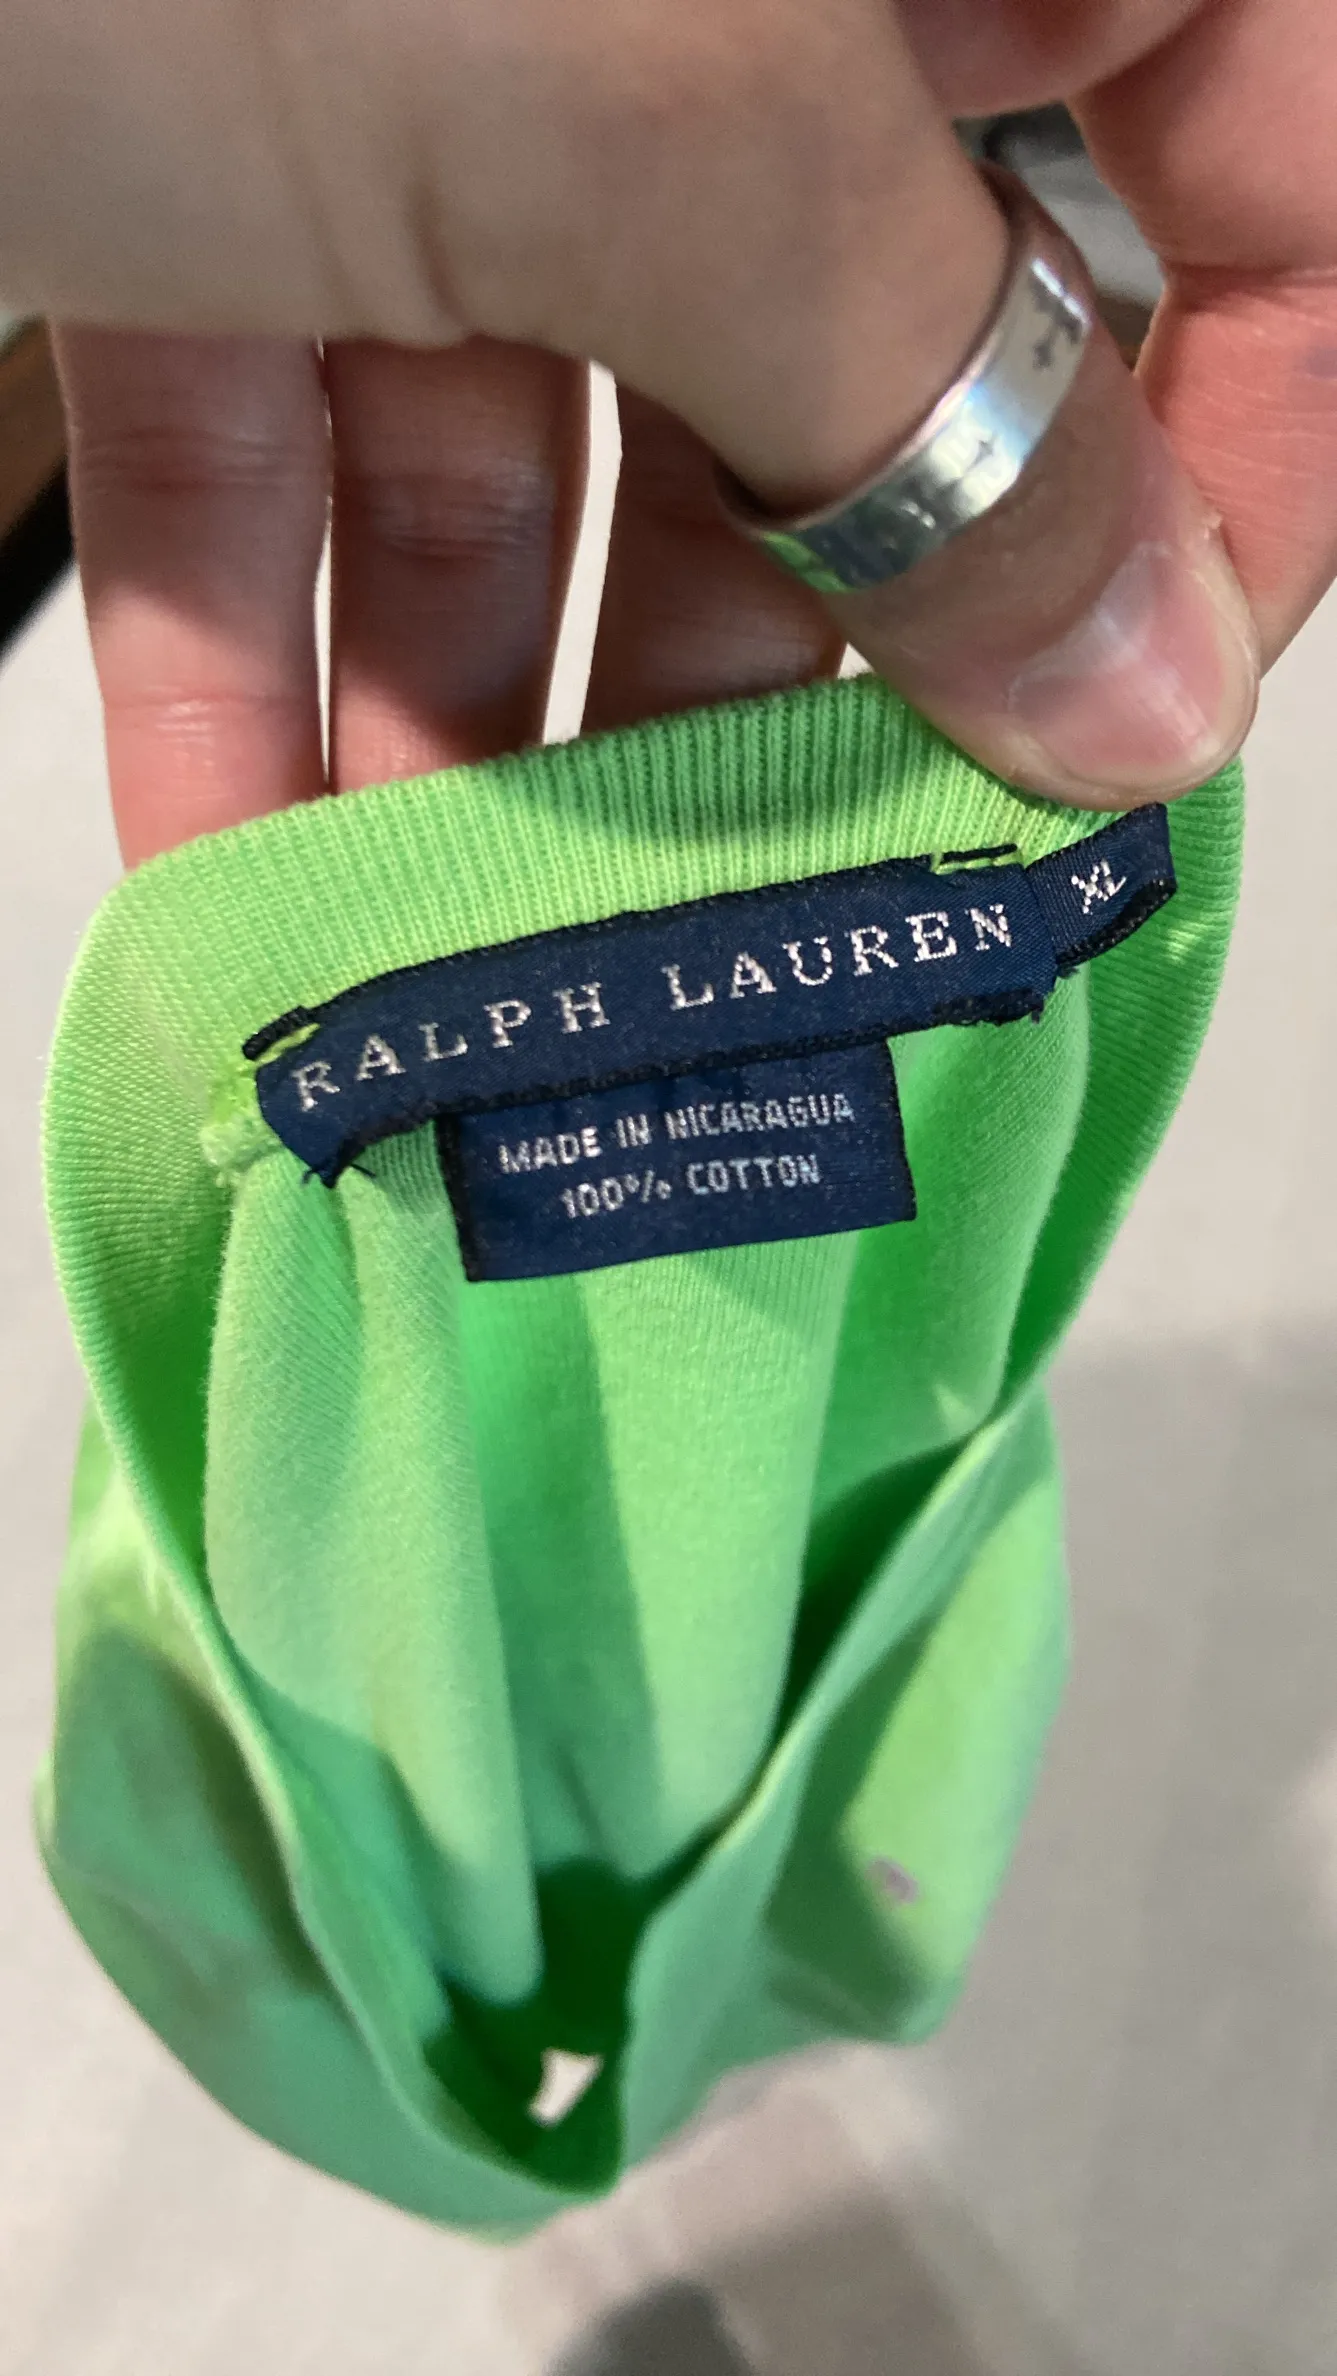 RALPH LAUREN
XL
MADE IN NICARAGUA
100% COTTON